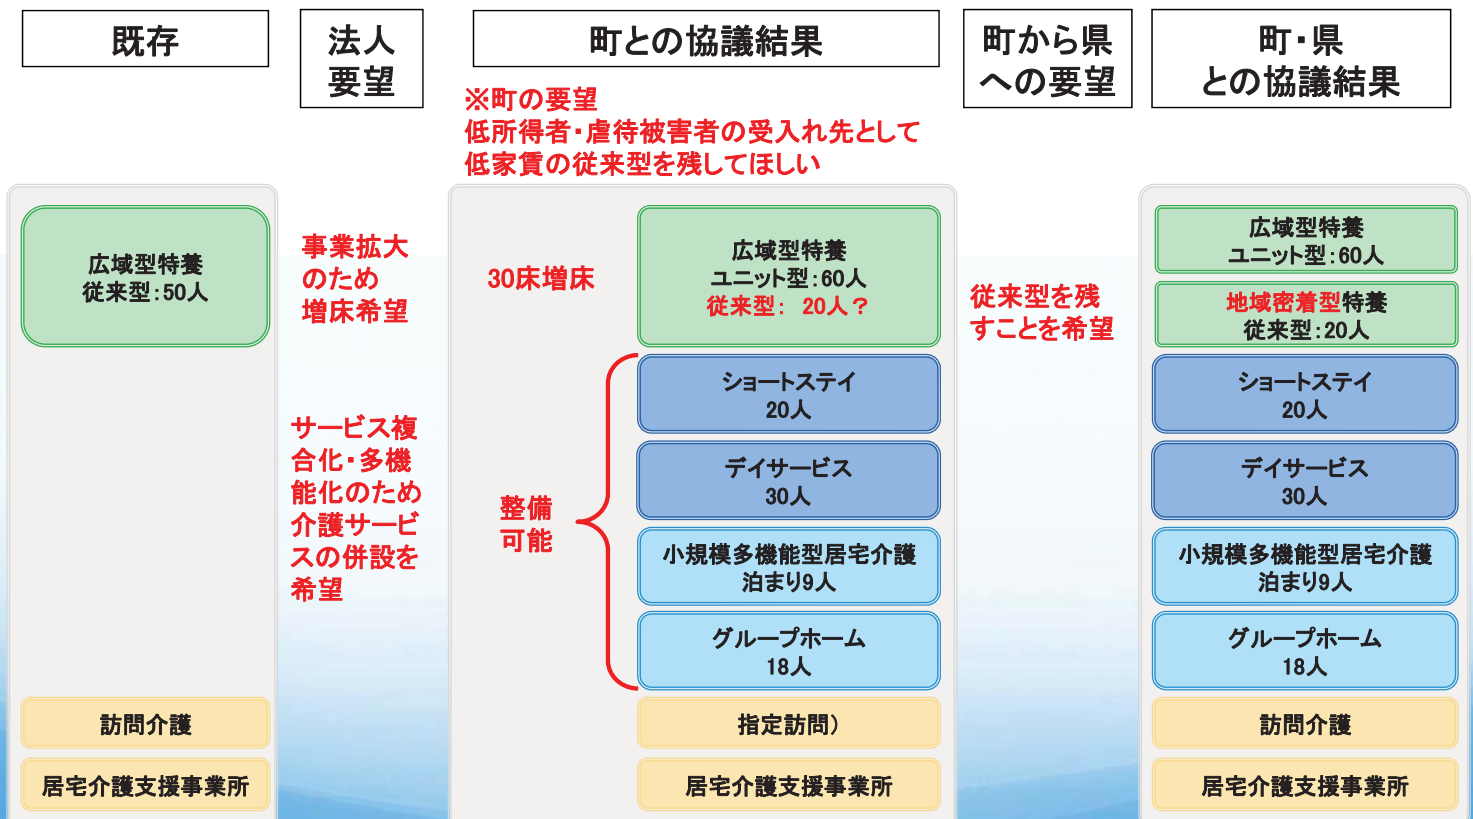 既存
法人
要望
町との協議結果
町から県
への要望
町・県
との協議結果
※町の要望
低所得者・虐待被害者の受入れ先として
低家賃の従来型を残してほしい
広域型特養
従来型：50人
訪問介護
居宅介護支援事業所
事業拡大
のため
増床希望
サービス複
合化・多機
能化のため
介護サービ
スの併設を
希望
30床増床
整備
可能
広域型特養
ユニット型：60人
従来型： 20人？
ショートステイ
20人
デイサービス
30人
小規模多機能型居宅介護
泊まり9人
グループホーム
18人
指定訪問）
居宅介護支援事業所
従来型を残
すことを希望
広域型特養
ユニット型：60人
地域密着型特養
従来型：20人
ショートステイ
20人
デイサービス
30人
小規模多機能型居宅介護
泊まり9人
グループホーム
18人
訪問介護
居宅介護支援事業所